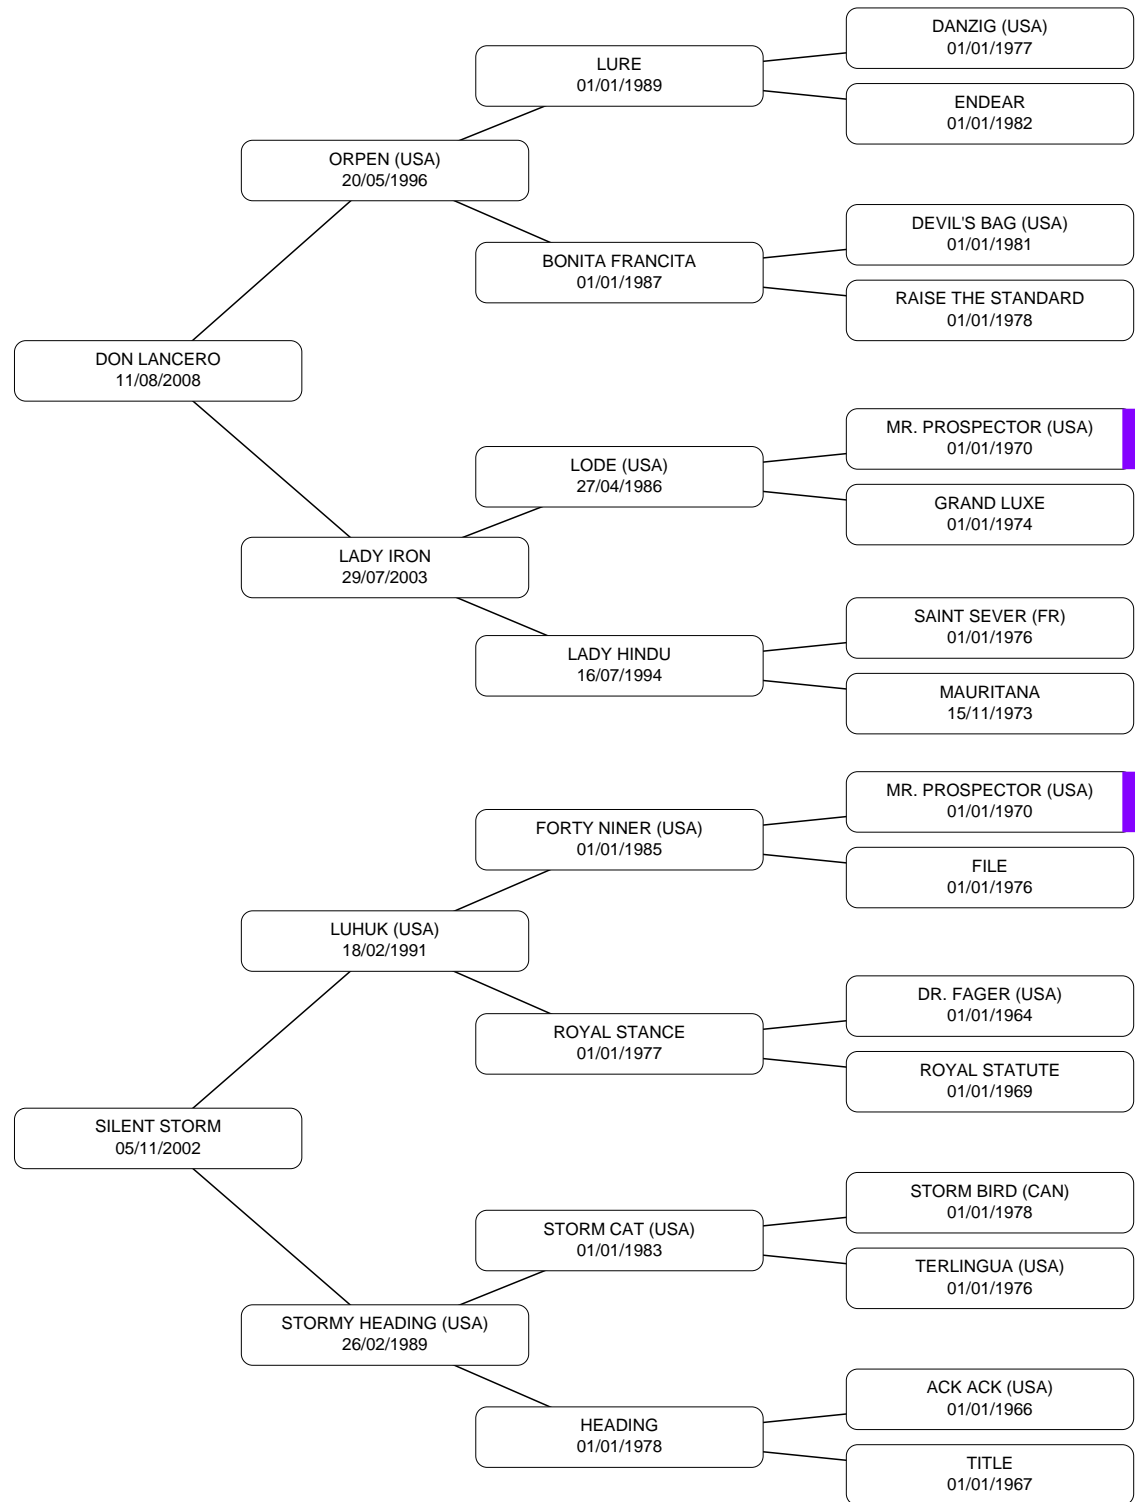 DANZIG (USA)
01/01/1977
LURE
01/01/1989
ENDEAR
01/01/1982
ORPEN (USA)
20/05/1996
DEVIL'S BAG (USA)
01/01/1981
BONITA FRANCITA
01/01/1987
RAISE THE STANDARD
01/01/1978
DON LANCERO
11/08/2008
MR. PROSPECTOR (USA)
01/01/1970
LODE (USA)
27/04/1986
GRAND LUXE
01/01/1974
LADY IRON
29/07/2003
SAINT SEVER (FR)
01/01/1976
LADY HINDU
16/07/1994
MAURITANA
15/11/1973
MR. PROSPECTOR (USA)
01/01/1970
FORTY NINER (USA)
01/01/1985
FILE
01/01/1976
LUHUK (USA)
18/02/1991
DR. FAGER (USA)
01/01/1964
ROYAL STANCE
01/01/1977
ROYAL STATUTE
01/01/1969
SILENT STORM
05/11/2002
STORM BIRD (CAN)
01/01/1978
STORM CAT (USA)
01/01/1983
TERLINGUA (USA)
01/01/1976
STORMY HEADING (USA)
26/02/1989
ACK ACK (USA)
01/01/1966
HEADING
01/01/1978
TITLE
01/01/1967